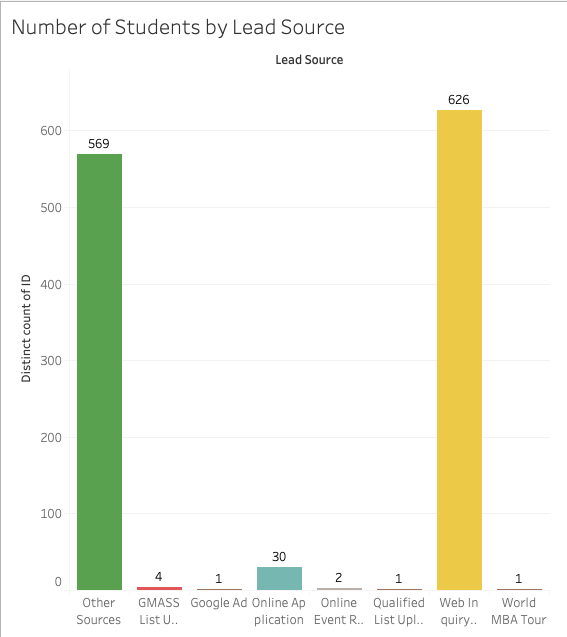 Number of Students by Lead Source
Lead Source
626
569
600
500
400
300
200
100
0
Distinct count of ID
4
1
30
2
1
1
Other
Sources
GMASS
List U..
Google Ad
Online Ap
plication
Online
Event R..
Qualified
List Upl..
Web In
quiry..
World
MBA Tour